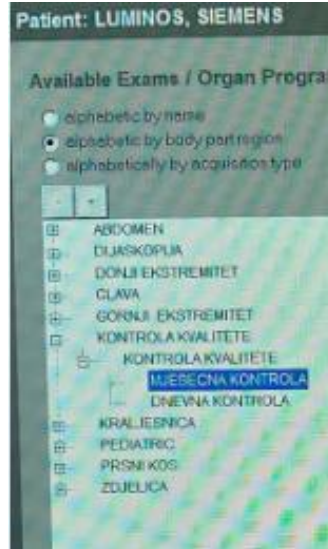 Patient: LUMINOS, SIEMENS
Available Exams / Organ Progra
alphabetic by name
alphabetic by body part region
alphabetically by acquisition type
- +
ABDOMEN
DIJASKOPIJA
DONJI EKSTREMITET
GLAVA
GORNJI EKSTREMITET
KONTROLA KVALITETE
KONTROLA KVALITETE
MJESECNA KONTROLA
DNEVNA KONTROLA
KRALJESNICA
PEDIATRIC
PRSNI KOS
ZDJELICA